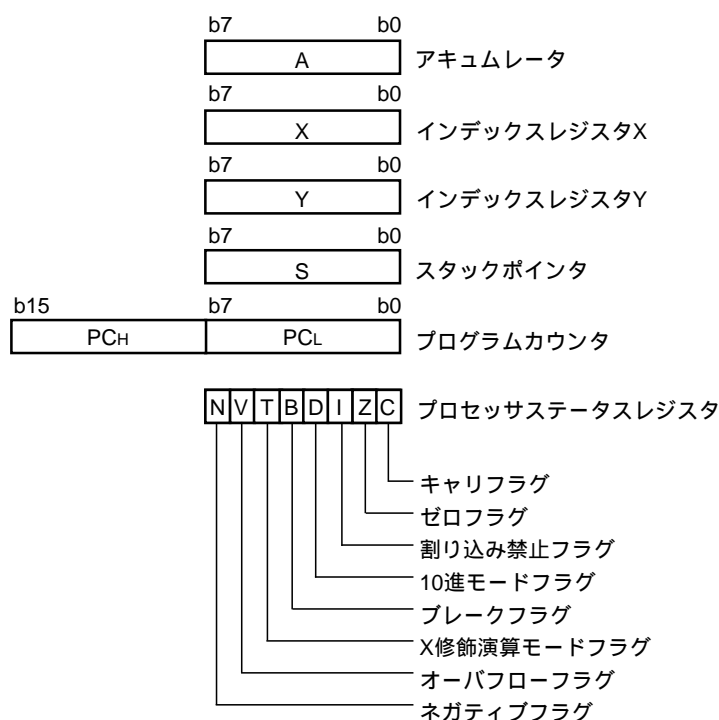 b7 b0
A アキュムレータ
b7 b0
X インデックスレジスタX
b7 b0
Y インデックスレジスタY
b7 b0
S スタックポインタ
b15 b7 b0
PCH PCL プログラムカウンタ
N V T B D I Z C プロセッサステータスレジスタ
キャリフラグ
ゼロフラグ
割り込み禁止フラグ
10進モードフラグ
ブレークフラグ
X修飾演算モードフラグ
オーバフローフラグ
ネガティブフラグ